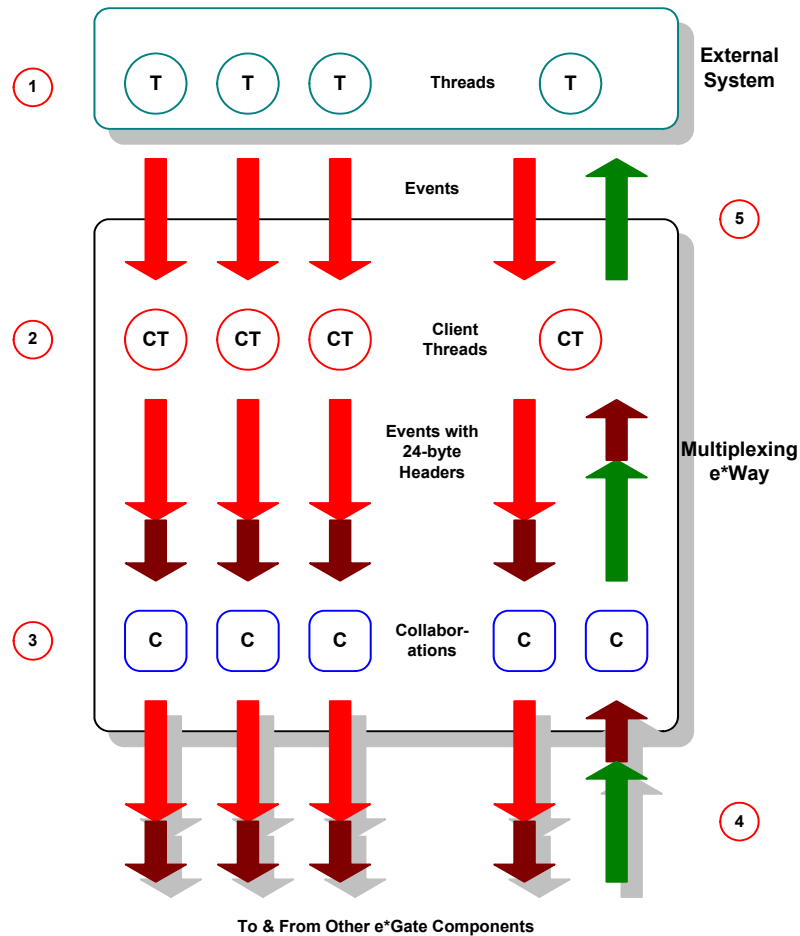 External
System
1
T
T
T
Threads
T
Events
5
2
CT
CT
CT
Client
Threads
CT
Events with
24-byte
Headers
Multiplexing
e*Way
3
C
C
C
Collabor-
ations
C
C
4
To & From Other e*Gate Components